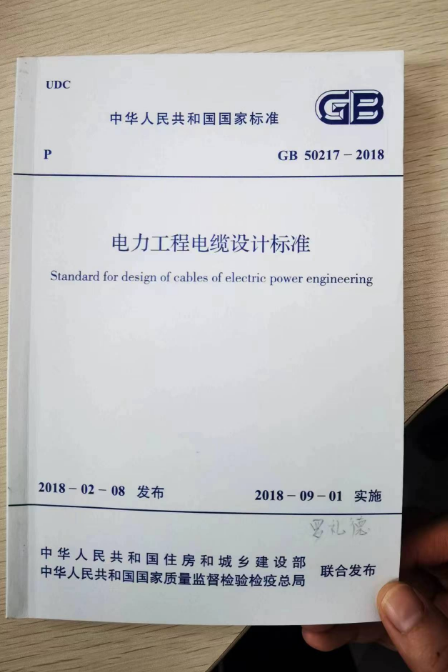 UDC
中华人民共和国国家标准
GB
P
GB 50217-2018
电力工程电缆设计标准
Standard for design of cables of electric power engineering
2018-02-08 发布
2018-09-01 实施
中华人民共和国住房和城乡建设部
中华人民共和国国家质量监督检验检疫总局
联合发布